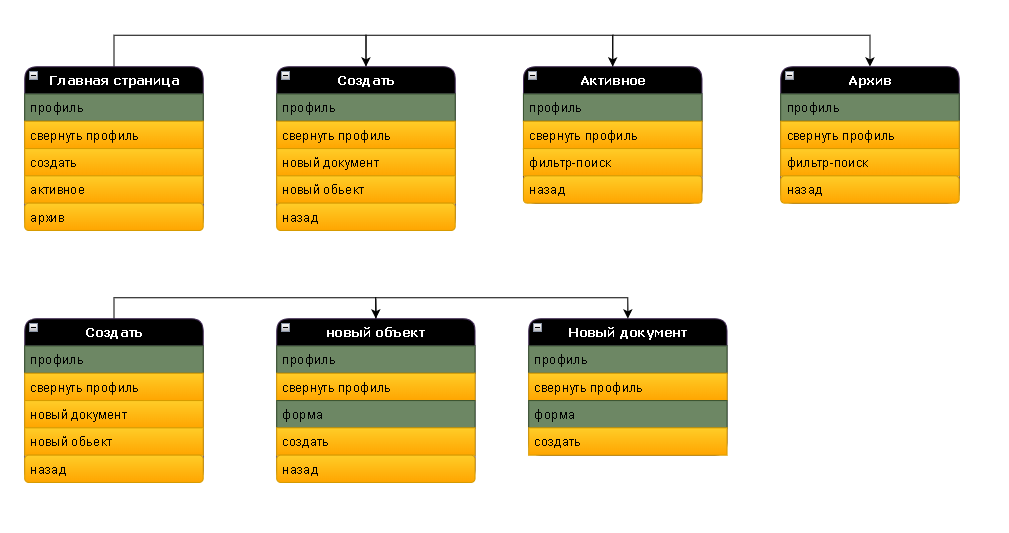 Главная страница
профиль
свернуть профиль
создать
активное
архив
Создать
профиль
свернуть профиль
новый документ
новый обьект
назад
Активное
профиль
свернуть профиль
фильтр-поиск
назад
Архив
профиль
свернуть профиль
фильтр-поиск
назад
Создать
профиль
свернуть профиль
новый документ
новый обьект
назад
новый объект
профиль
свернуть профиль
форма
создать
назад
Новый документ
профиль
свернуть профиль
форма
создать